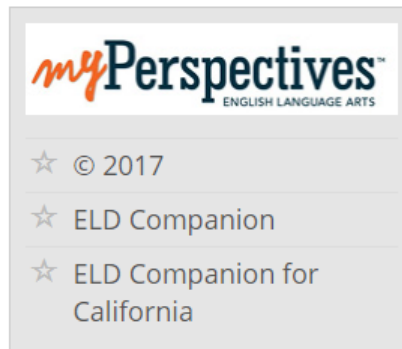 myPerspectives™
ENGLISH LANGUAGE ARTS
© 2017
ELD Companion
ELD Companion for
California